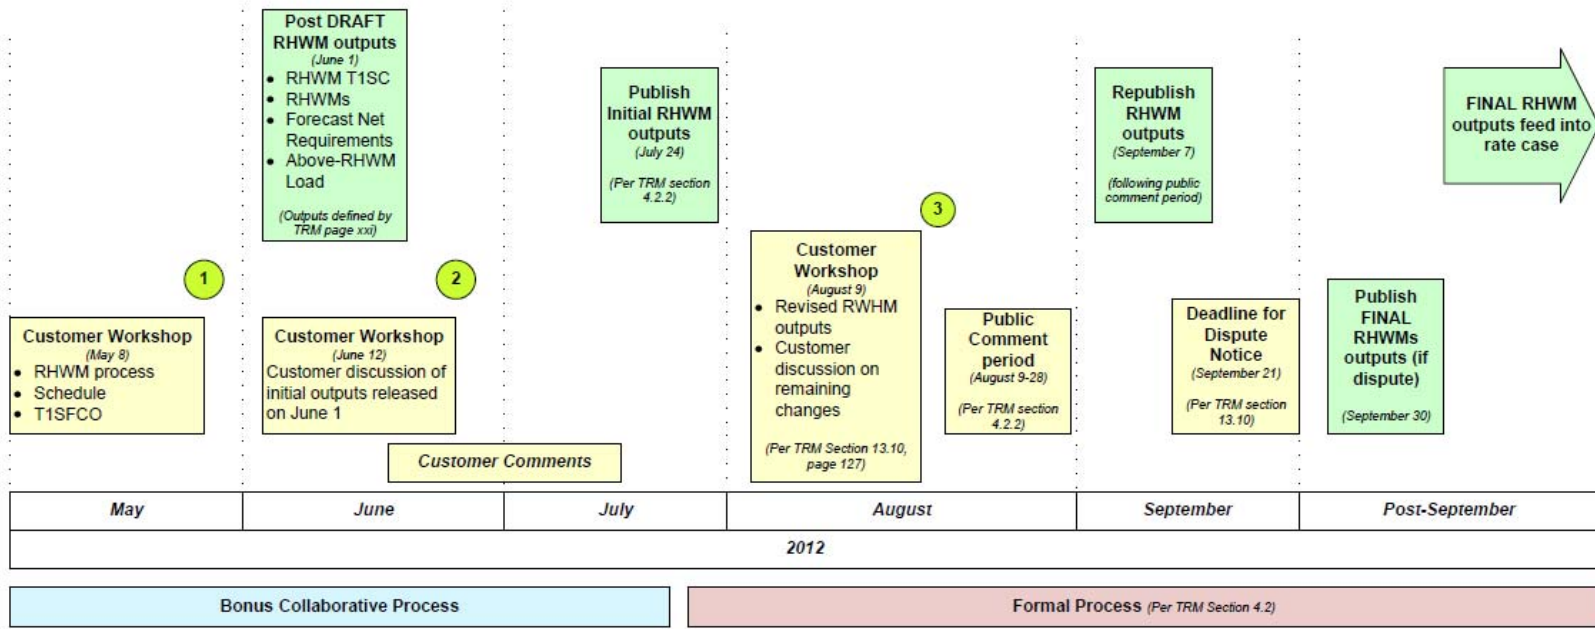 Post DRAFT
RHWM outputs
(June 1)
• RHWM T1SC
• RHWMs
• Forecast Net
Requirements
• Above-RHWM
Load
(Outputs defined by
TRM page xxi)
Publish
Initial RHWM
outputs
(July 24)
(Per TRM section
4.2.2)
Republish
RHWM
outputs
(September 7)
(following public
comment period)
FINAL RHWM
outputs feed into
rate case
1
2
3
Customer Workshop
(May 8)
• RHWM process
• Schedule
• T1SFCO
Customer Workshop
(June 12)
Customer discussion of
initial outputs released
on June 1
Customer Comments
Customer
Workshop
(August 9)
• Revised RWHM
outputs
• Customer
discussion on
remaining
changes
(Per TRM Section 13.10,
page 127)
Public
Comment
period
(August 9-28)
(Per TRM section
4.2.2)
Deadline for
Dispute
Notice
(September 21)
(Per TRM section
13.10)
Publish
FINAL
RHWMs
outputs (if
dispute)
(September 30)
May
June
July
August
September
Post-September
2012
Bonus Collaborative Process
Formal Process (Per TRM Section 4.2)